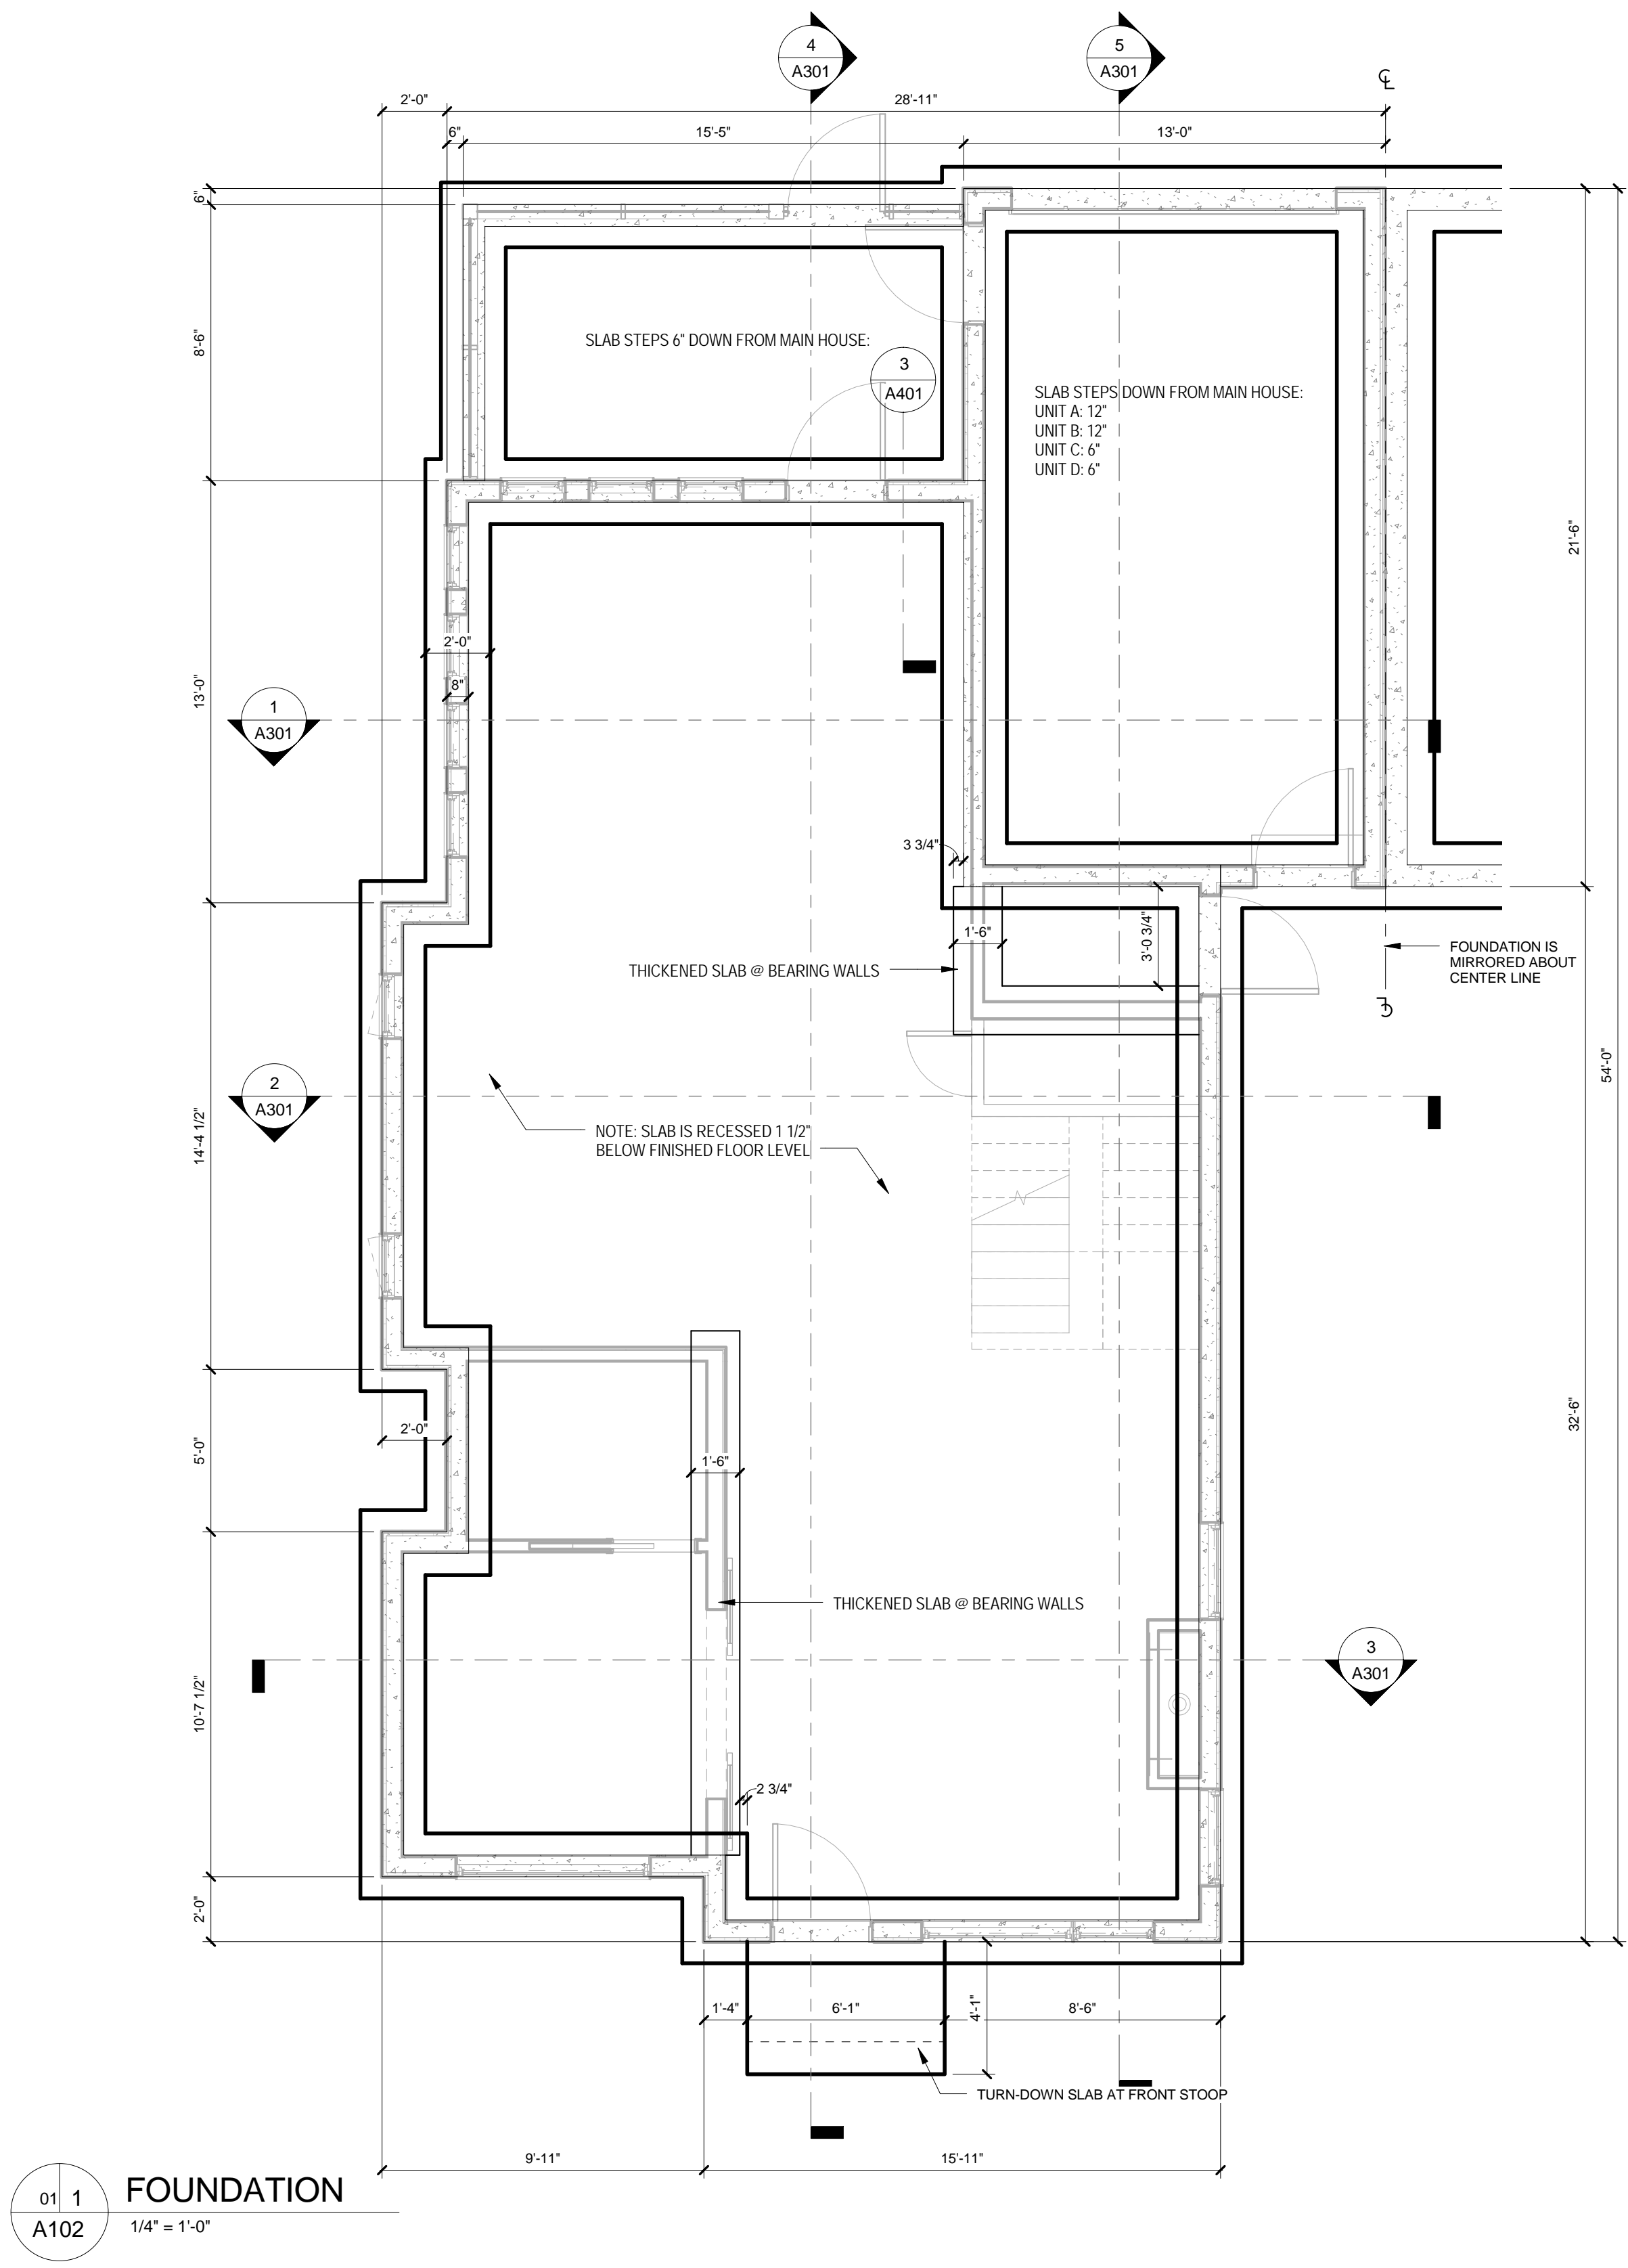 4
A301
5
A301
CL
2'-0"
28'-11"
6"
15'-5"
13'-0"
6"
8'-6"
SLAB STEPS 6" DOWN FROM MAIN HOUSE:
3
A401
SLAB STEPS DOWN FROM MAIN HOUSE:
UNIT A: 12"
UNIT B: 12"
UNIT C: 6"
UNIT D: 6"
21'-6"
2'-0"
8"
13'-0"
1
A301
3 3/4"
1'-6"
3'-0 3/4"
THICKENED SLAB @ BEARING WALLS
FOUNDATION IS
MIRRORED ABOUT
CENTER LINE
CL
54'-0"
2
A301
14'-4 1/2"
NOTE: SLAB IS RECESSED 1 1/2"
BELOW FINISHED FLOOR LEVEL
32'-6"
2'-0"
5'-0"
1'-6"
THICKENED SLAB @ BEARING WALLS
3
A301
10'-7 1/2"
2 3/4"
2'-0"
1'-4"
6'-1"
4'-1"
8'-6"
TURN-DOWN SLAB AT FRONT STOOP
9'-11"
15'-11"
01 1
A102
FOUNDATION
1/4" = 1'-0"